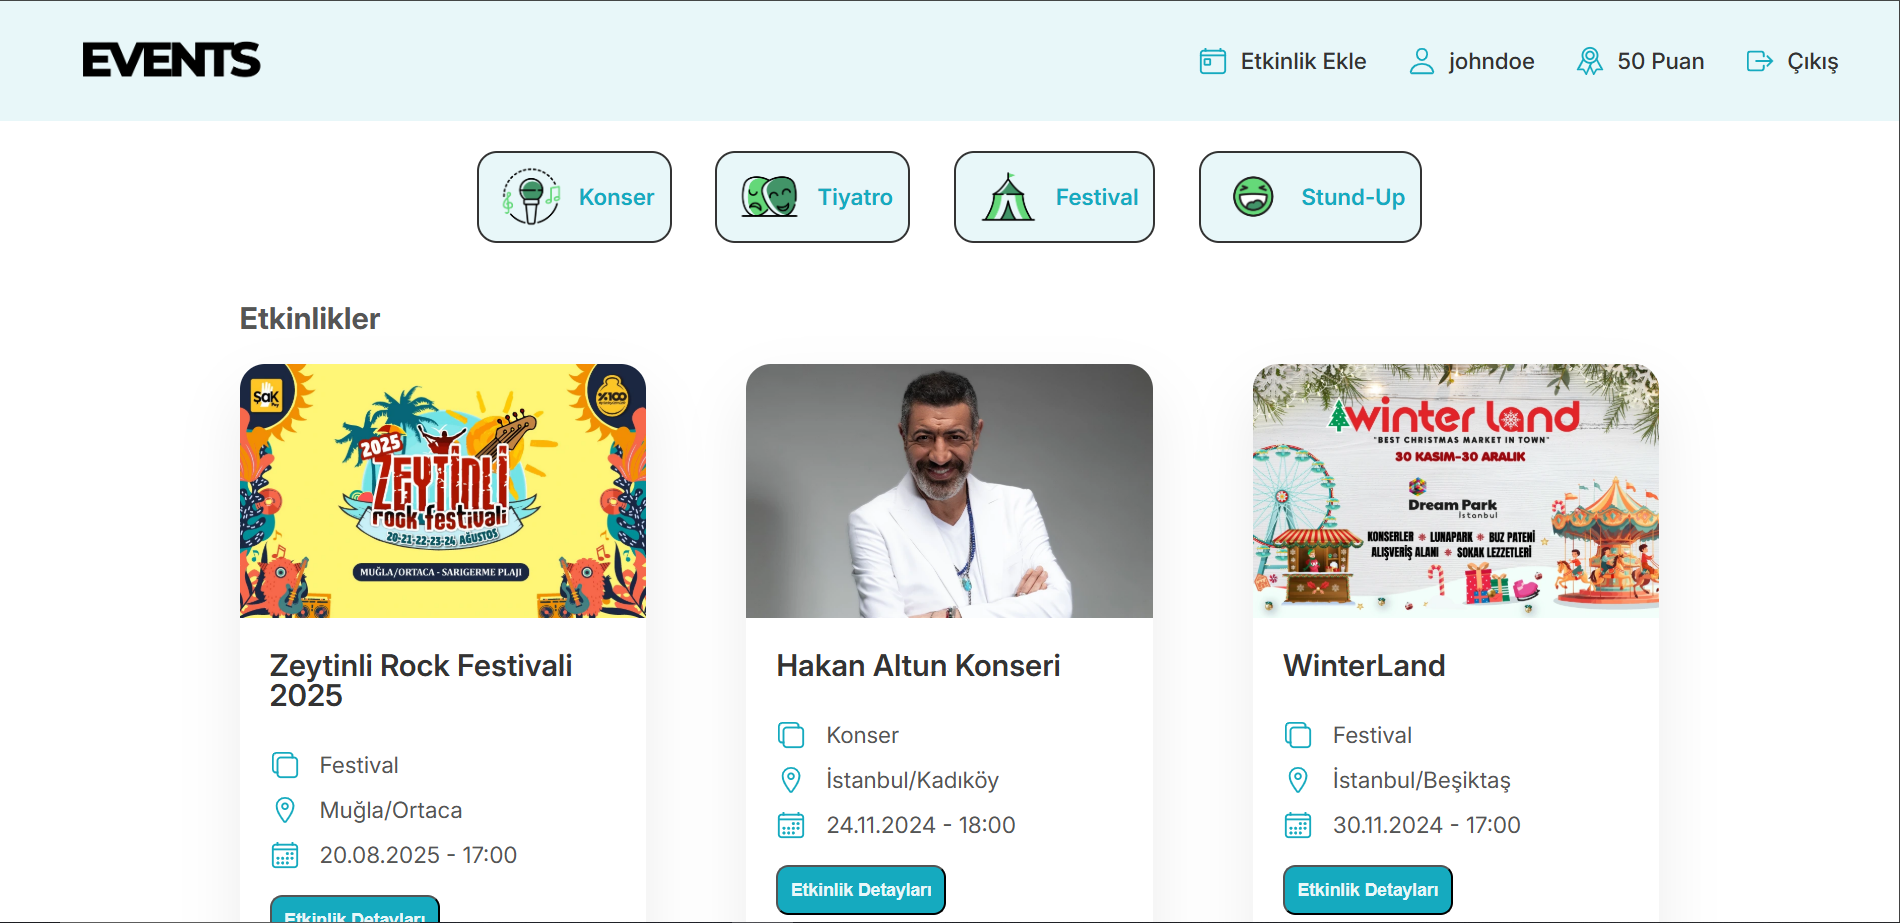 EVENTS
Etkinlik Ekle
johndoe
50 Puan
Çıkış
Konser
Tiyatro
Festival
Stund-Up
Etkinlikler
ŞaK
%100
2025
ZEYTİNLİ
rock festivali
20-21-22-23-24 AĞUSTOS
MUĞLA/ORTACA - SARIGERME PLAJI
winter land
"BEST CHRISTMAS MARKET IN TOWN"
30 KASIM-30 ARALIK
Dream Park
İstanbul
KONSERLER * LUNAPARK * BUZ PATENİ
ALIŞVERİŞ ALANI * SOKAK LEZZETLERİ
Zeytinli Rock Festivali
2025
Festival
Muğla/Ortaca
20.08.2025 - 17:00
Etkinlik Detayları
Hakan Altun Konseri
Konser
İstanbul/Kadıköy
24.11.2024 - 18:00
Etkinlik Detayları
WinterLand
Festival
İstanbul/Beşiktaş
30.11.2024 - 17:00
Etkinlik Detayları